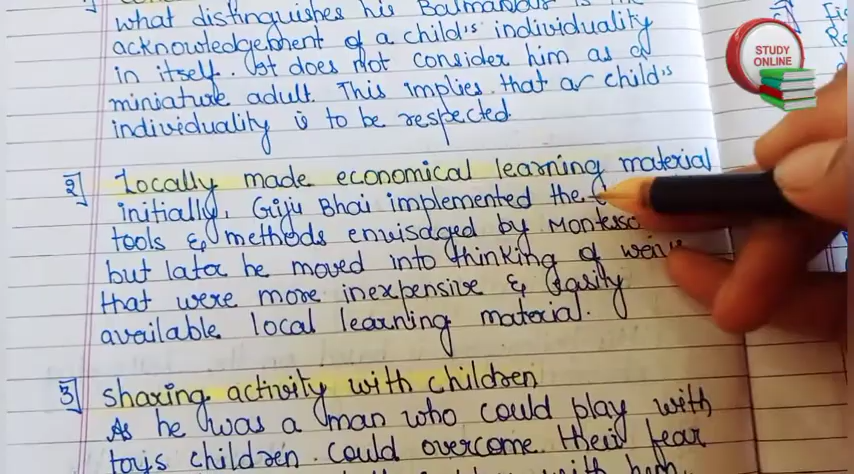 what distinguishes his Balmandir is the
acknowledgement of a child's individuality
in itself. It does not consider him as a
miniature adult. This implies that a child's
individuality is to be respected.
2] Locally made economical learning material
initially, Giju Bhai implemented the
tools & methods envisaged by Montesso
but later he moved into thinking of
that were more inexpensive & easity
available local learning material.
3] sharing activity with children
As he was a man who could play with
toys children. Could overcome their fear
with him
STUDY
ONLINE